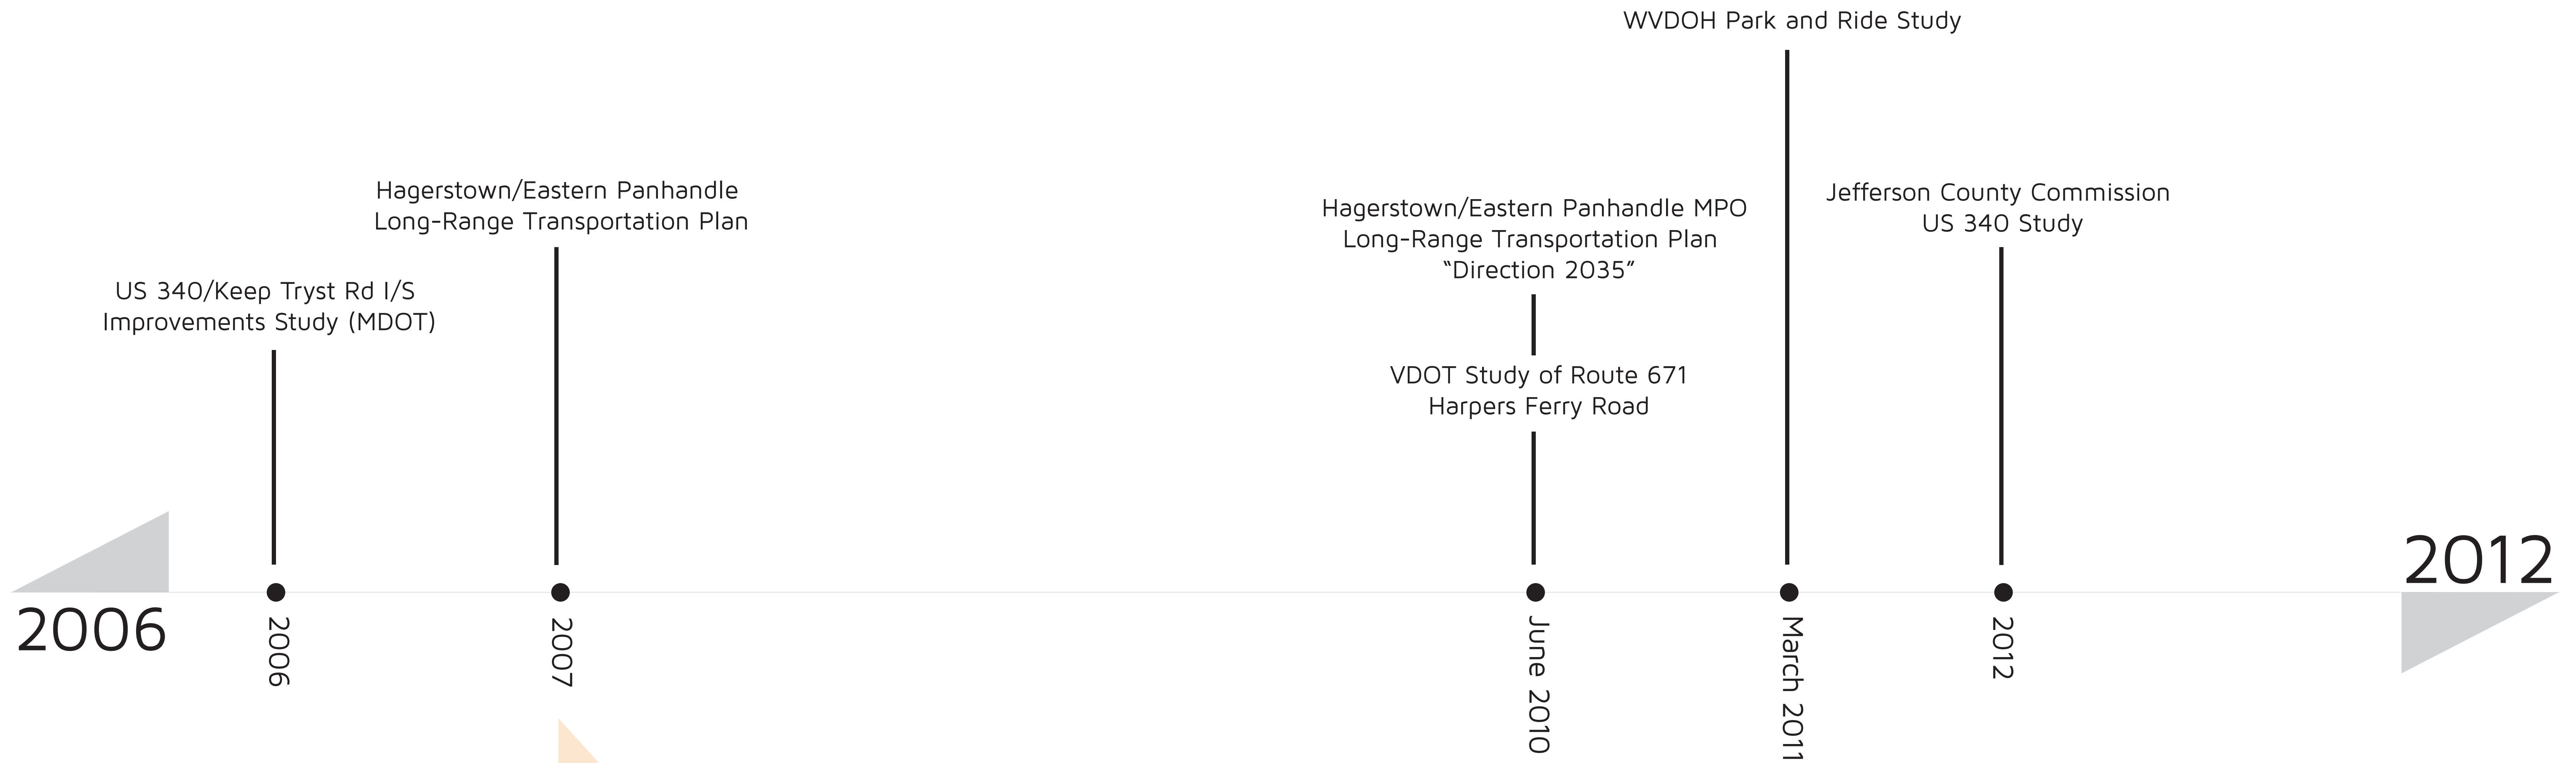 WVDOH Park and Ride Study
Hagerstown/Eastern Panhandle
Long-Range Transportation Plan
Hagerstown/Eastern Panhandle MPO
Long-Range Transportation Plan
“Direction 2035”
Jefferson County Commission
US 340 Study
US 340/Keep Tryst Rd I/S
Improvements Study (MDOT)
VDOT Study of Route 671
Harpers Ferry Road
2012
2006
2006
2007
June 2010
March 2011
2012